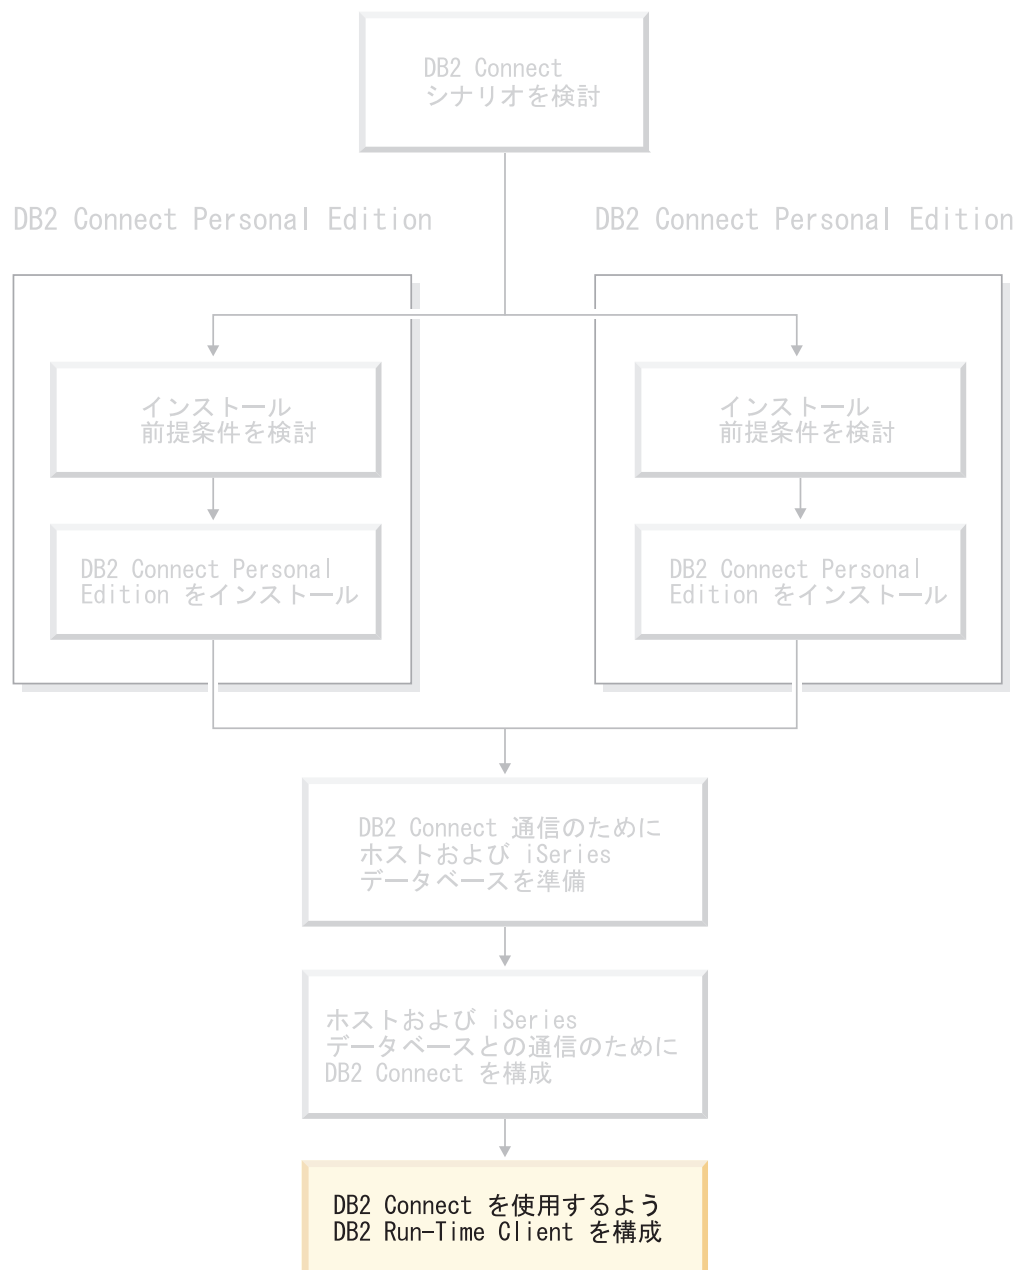 DB2 Connect
シナリオを検討
DB2 Connect Personal Edition
DB2 Connect Personal Edition
インストール
前提条件を検討
インストール
前提条件を検討
DB2 Connect Personal
Edition をインストール
DB2 Connect Personal
Edition をインストール
DB2 Connect 通信のために
ホストおよび iSeries
データベースを準備
ホストおよび iSeries
データベースとの通信のために
DB2 Connect を構成
DB2 Connect を使用するよう
DB2 Run-Time Client を構成